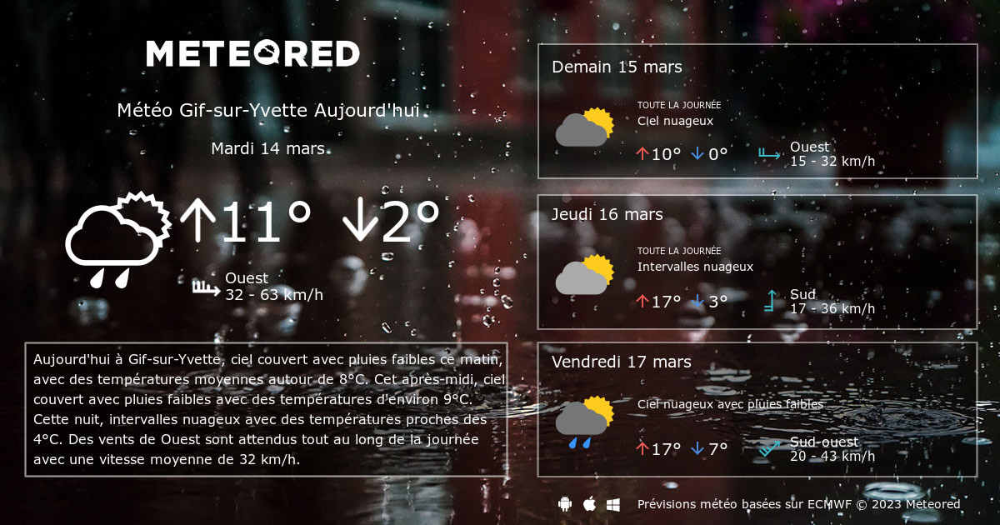 METEORED
Météo Gif-sur-Yvette Aujourd'hui
Mardi 14 mars
11° 2°
Ouest
32 - 63 km/h
Aujourd'hui à Gif-sur-Yvette, ciel couvert avec pluies faibles ce matin,
avec des températures moyennes autour de 8°C. Cet après-midi, ciel
couvert avec pluies faibles avec des températures d'environ 9°C.
Cette nuit, intervalles nuageux avec des températures proches des
4°C. Des vents de Ouest sont attendus tout au long de la journée
avec une vitesse moyenne de 32 km/h.
Demain 15 mars
TOUTE LA JOURNÉE
Ciel nuageux
10° 0°
Ouest
15 - 32 km/h
Jeudi 16 mars
TOUTE LA JOURNÉE
Intervalles nuageux
17° 3°
Sud
17 - 36 km/h
Vendredi 17 mars
Ciel nuageux avec pluies faibles
17° 7°
Sud-ouest
20 - 43 km/h
Prévisions météo basées sur ECMWF © 2023 Meteored